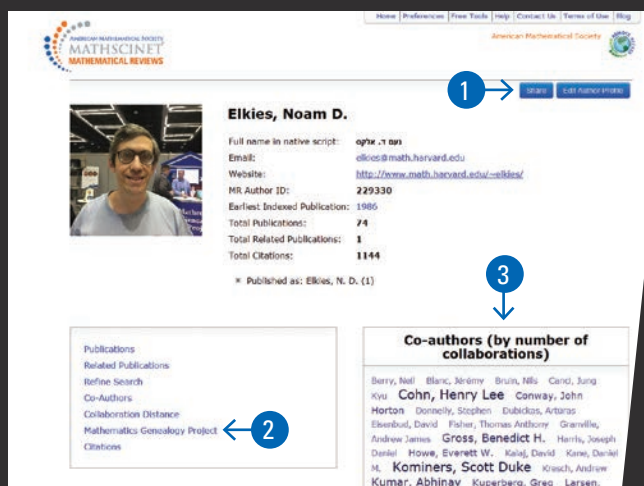 Home | Preferences | Free Tools | Help | Contact Us | Terms of Use | Blog
AMERICAN MATHEMATICAL SOCIETY
MATHSCINET
MATHEMATICAL REVIEWS
American Mathematical Society
1
Share Edit Author Profile
Elkies, Noam D.
Full name in native script: נעם ד. אלקס
Email: elkies@math.harvard.edu
Website: http://www.math.harvard.edu/~elkies/
MR Author ID: 229330
Earliest Indexed Publication: 1986
Total Publications: 74
Total Related Publications: 1
Total Citations: 1144
Published as: Elkies, N. D. (1)
3
Publications
Related Publications
Refine Search
Co-Authors
Collaboration Distance
Mathematics Genealogy Project
2
Citations
Co-authors (by number of
collaborations)
Berry, Neil Blanc, Jérémy Bruin, Nils Canci, Jung
Kyu Cohn, Henry Lee Conway, John
Horton Donnelly, Stephen Dubickas, Artūras
Eisenbud, David Fisher, Thomas Anthony Granville,
Andrew James Gross, Benedict H. Harris, Joseph
Daniel Howe, Everett W. Kalaj, David Kane, Daniel
M. Kominers, Scott Duke Kresch, Andrew
Kumar, Abhinav Kuperberg, Greg Larsen,